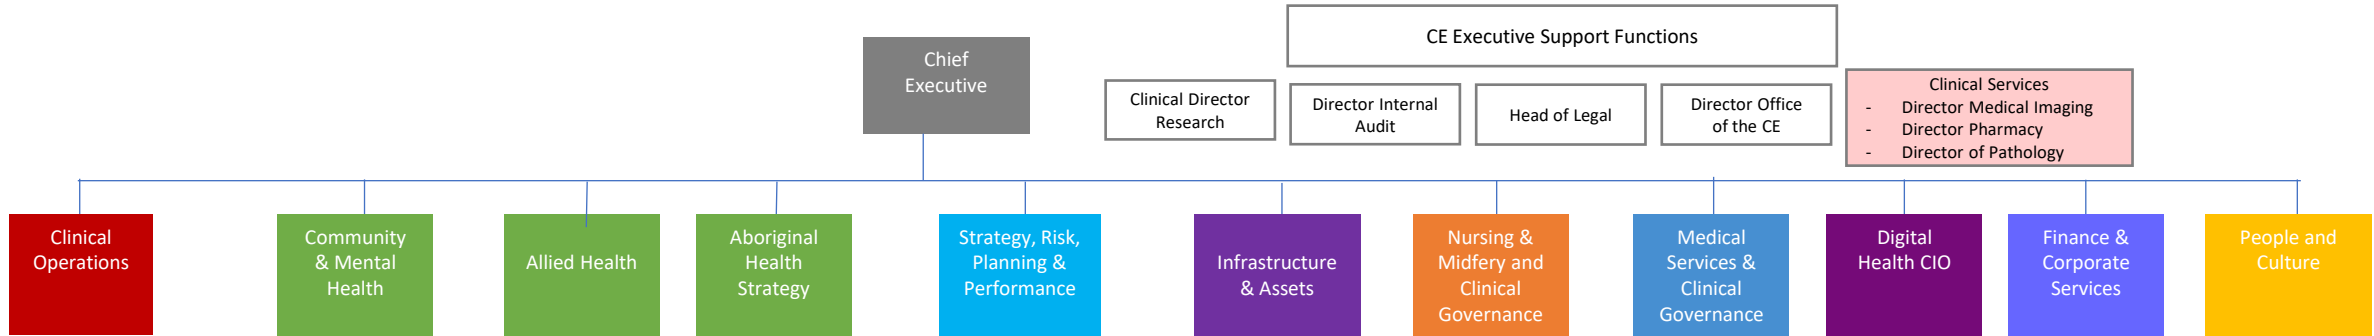 CE Executive Support Functions
Chief
Executive
Clinical Director
Research
Director Internal
Audit
Head of Legal
Director Office
of the CE
Clinical Services
- Director Medical Imaging
- Director Pharmacy
- Director of Pathology
Clinical
Operations
Community
& Mental
Health
Allied Health
Aboriginal
Health
Strategy
Strategy, Risk,
Planning &
Performance
Infrastructure
& Assets
Nursing &
Midfery and
Clinical
Governance
Medical
Services &
Clinical
Governance
Digital
Health CIO
Finance &
Corporate
Services
People and
Culture